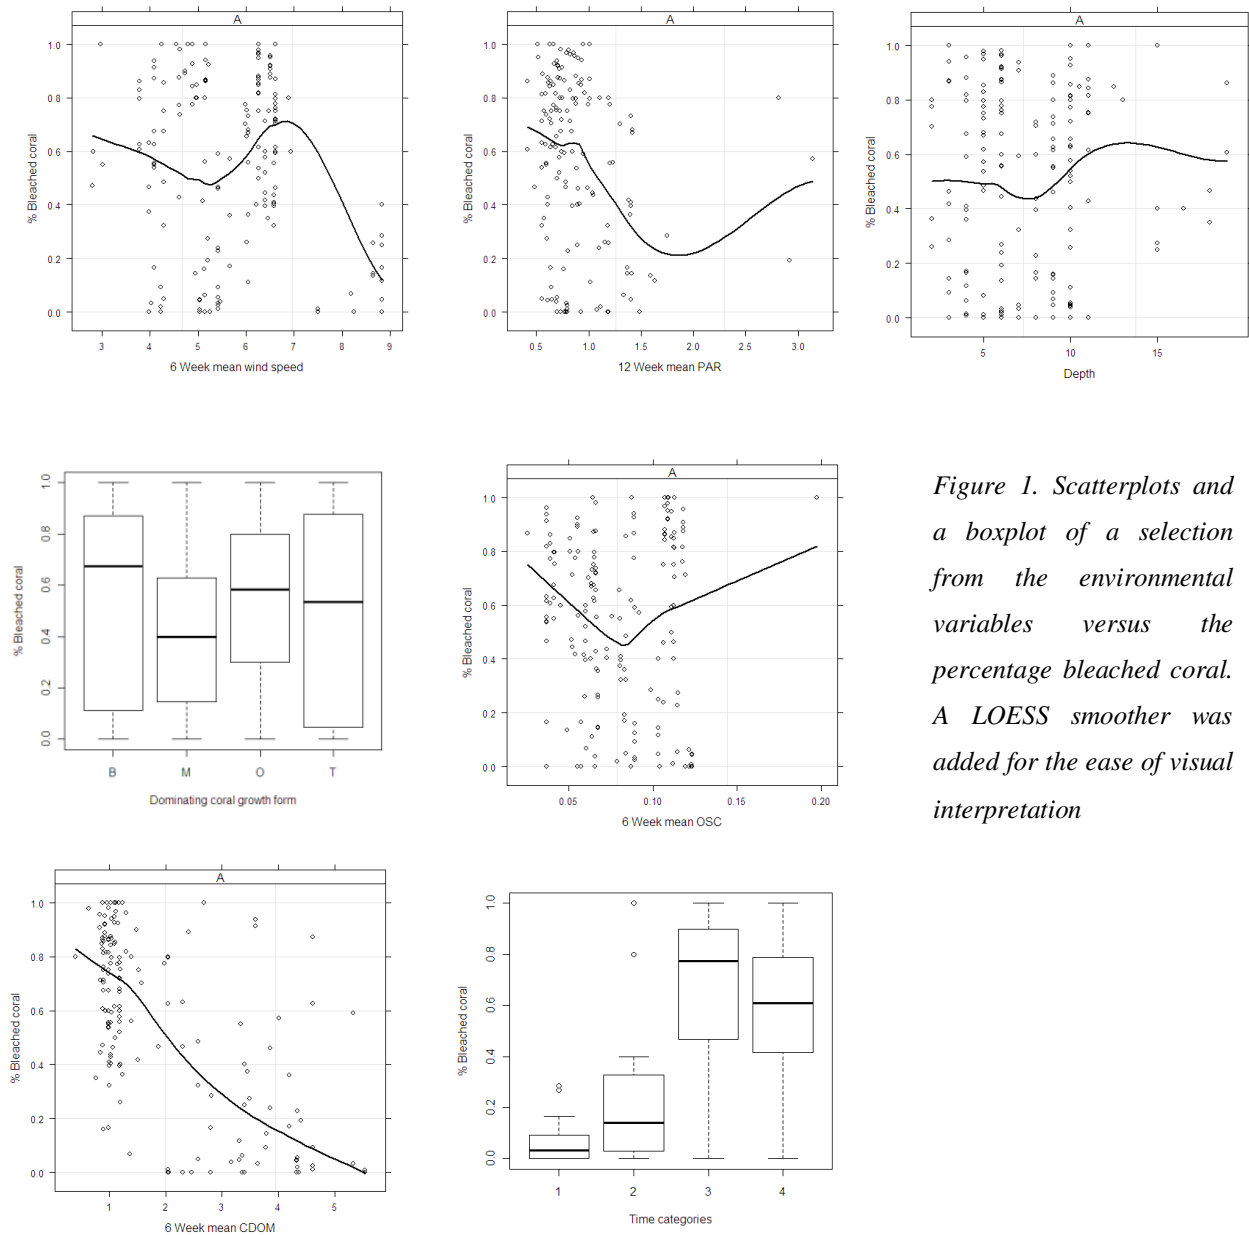 A
1.0
0.8
0.6
0.4
0.2
0.0
% Bleached coral
3 4 5 6 7 8 9
6 Week mean wind speed
A
1.0
0.8
0.6
0.4
0.2
0.0
% Bleached coral
0.5 1.0 1.5 2.0 2.5 3.0
12 Week mean PAR
A
1.0
0.8
0.6
0.4
0.2
0.0
% Bleached coral
5 10 15
Depth
1.0
0.8
0.6
0.4
0.2
0.0
% Bleached coral
B M O T
Dominating coral growth form
A
1.0
0.8
0.6
0.4
0.2
0.0
% Bleached coral
0.05 0.10 0.15 0.20
6 Week mean OSC
Figure 1. Scatterplots and
a boxplot of a selection
from the environmental
variables versus the
percentage bleached coral.
A LOESS smoother was
added for the ease of visual
interpretation
A
1.0
0.8
0.6
0.4
0.2
0.0
% Bleached coral
1 2 3 4 5
6 Week mean CDOM
1.0
0.8
0.6
0.4
0.2
0.0
% Bleached coral
1 2 3 4
Time categories